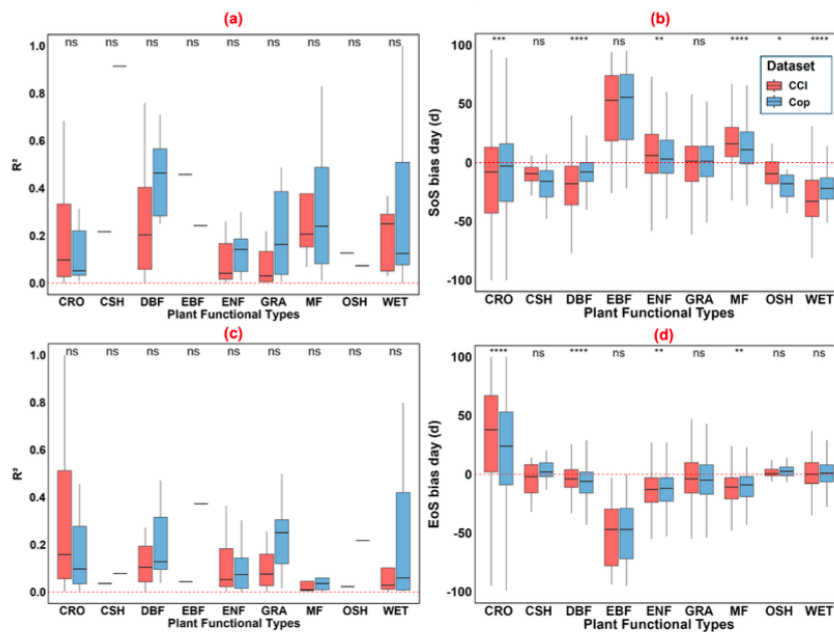 (a)
ns ns ns ns ns ns ns ns ns
R²
1.0
0.8
0.6
0.4
0.2
0.0
CRO CSH DBF EBF ENF GRA MF OSH WET
Plant Functional Types
(b)
*** ns **** ns ** ns **** * ****
SoS bias day (d)
100
50
0
-50
-100
Dataset
CCI
Cop
CRO CSH DBF EBF ENF GRA MF OSH WET
Plant Functional Types
(c)
ns ns ns ns ns ns ns ns ns
R²
1.0
0.8
0.6
0.4
0.2
0.0
CRO CSH DBF EBF ENF GRA MF OSH WET
Plant Functional Types
(d)
**** ns **** ns ** ns ** ns ns
EoS bias day (d)
100
50
0
-50
-100
CRO CSH DBF EBF ENF GRA MF OSH WET
Plant Functional Types